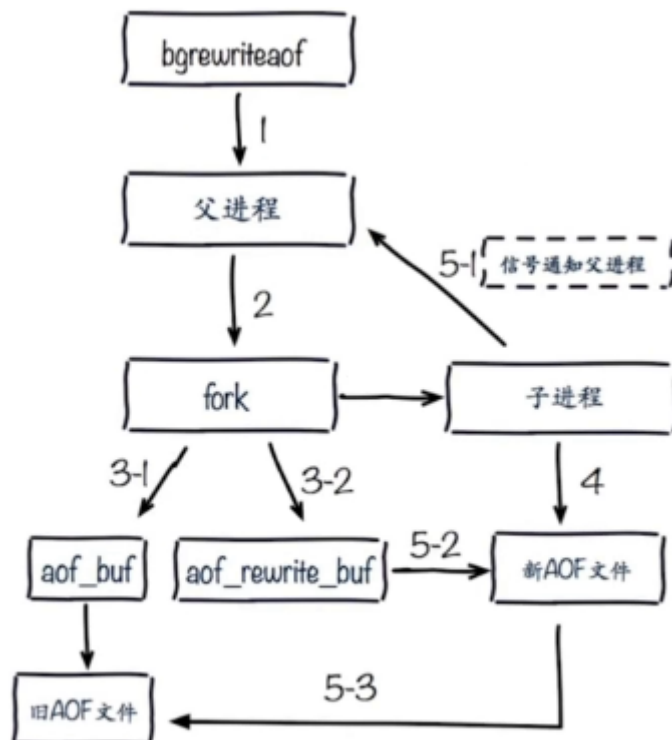 bgrewriteaof
1
父进程
5-1
信号通知父进程
2
fork
子进程
3-1
3-2
4
aof_buf
aof_rewrite_buf
5-2
新AOF文件
5-3
旧AOF文件